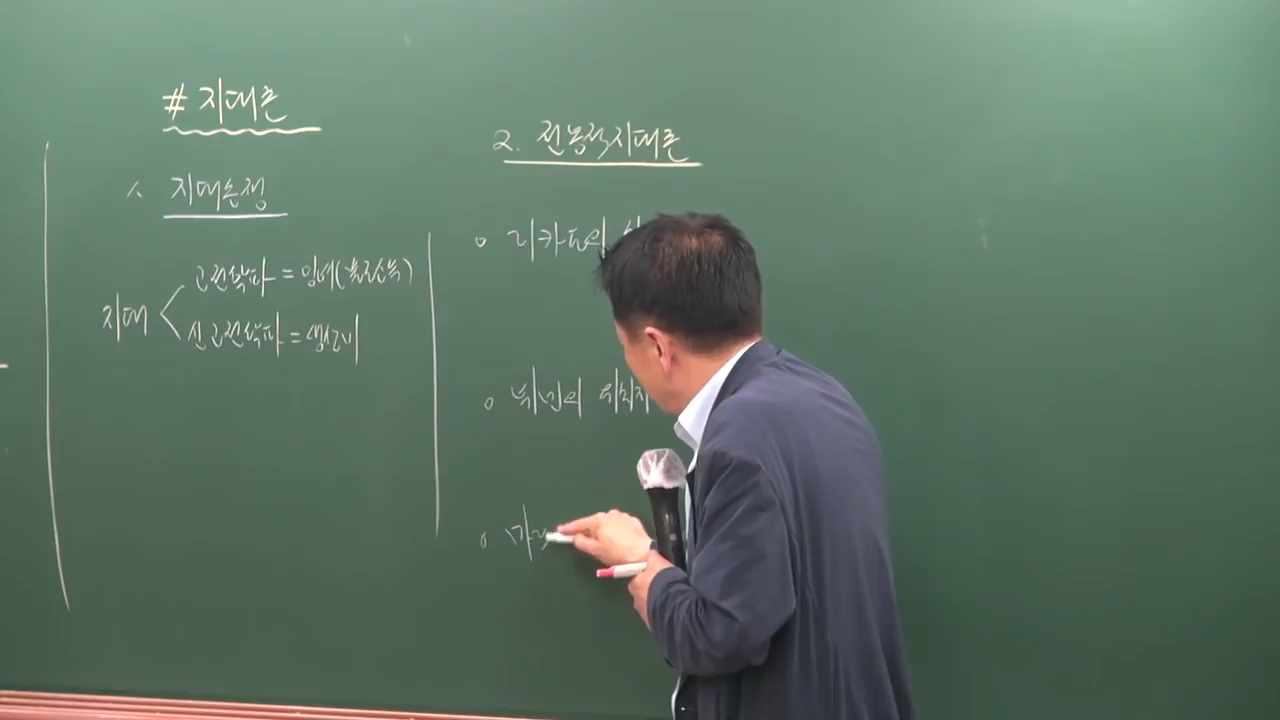 # 지대론
1. 지대논쟁
지대
고전학파 = 잉여(불로소득)
신고전학파 = 생산비
2. 전통적지대론
리카도의
튀넨의 위치지